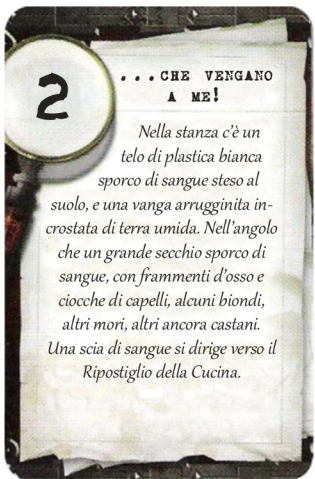 2
...CHE VENGANO
A ME!
Nella stanza c'è un
telo di plastica bianca
sporco di sangue steso al
suolo, e una vanga arrugginita in-
crostata di terra umida. Nell'angolo
che un grande secchio sporco di
sangue, con frammenti d'osso e
ciocche di capelli, alcuni biondi,
altri mori, altri ancora castani.
Una scia di sangue si dirige verso il
Ripostiglio della Cucina.